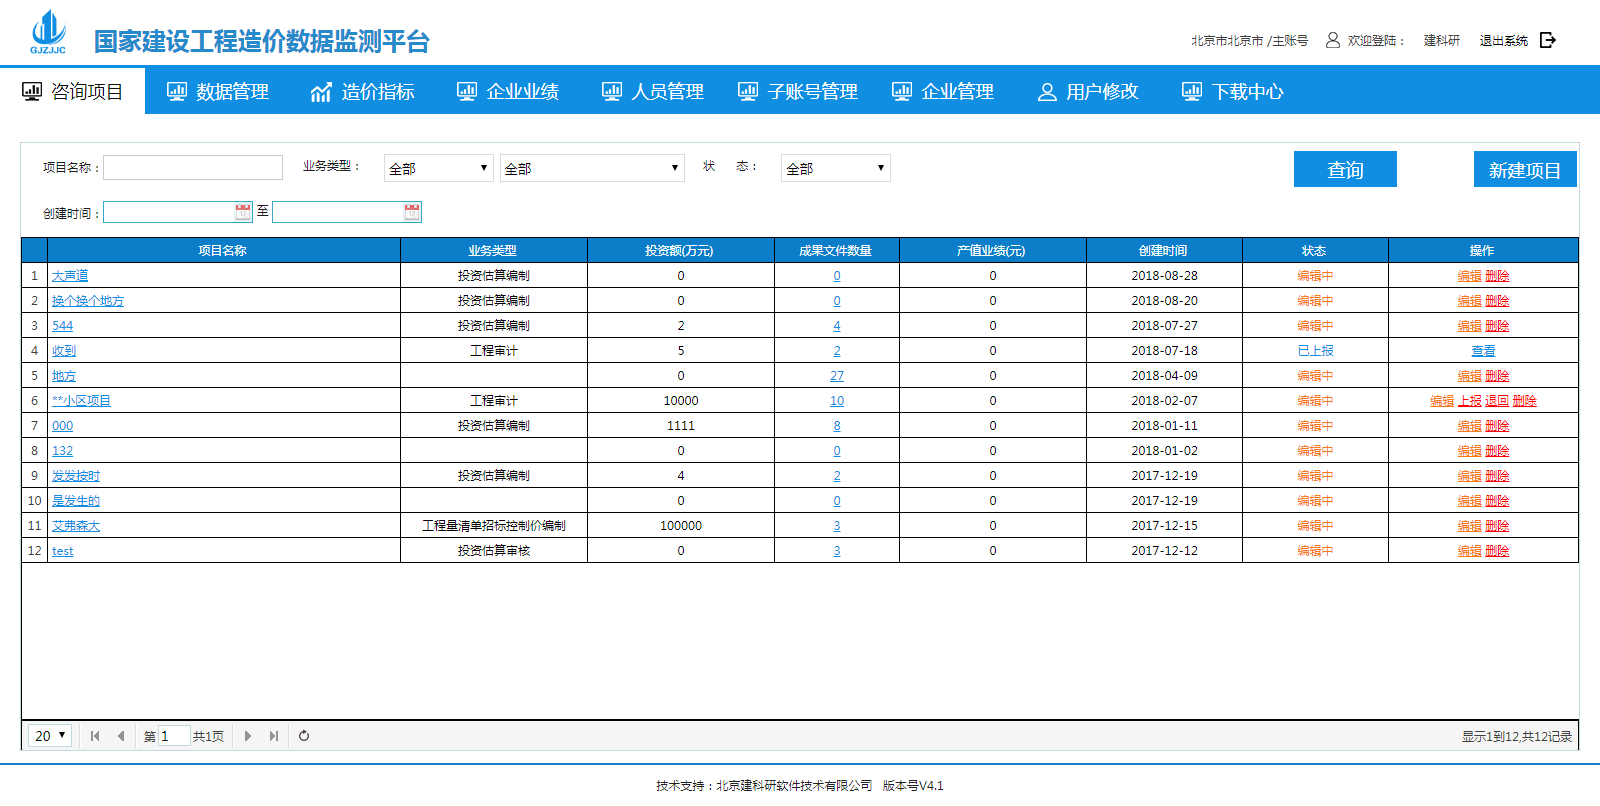 GJZJJC
国家建设工程造价数据监测平台
北京市北京市 /主账号 欢迎登陆： 建科研 退出系统
咨询项目 数据管理 造价指标 企业业绩 人员管理 子账号管理 企业管理 用户修改 下载中心
项目名称： 业务类型： 全部 全部 状 态： 全部 查询 新建项目
创建时间： 至
项目名称 业务类型 投资额(万元) 成果文件数量 产值业绩(元) 创建时间 状态 操作
1 大声道 投资估算编制 0 0 0 2018-08-28 编辑中 编辑 删除
2 换个换个地方 投资估算编制 0 0 0 2018-08-20 编辑中 编辑 删除
3 544 投资估算编制 2 4 0 2018-07-27 编辑中 编辑 删除
4 收到 工程审计 5 2 0 2018-07-18 已上报 查看
5 地方 0 27 0 2018-04-09 编辑中 编辑 删除
6 **小区项目 工程审计 10000 10 0 2018-02-07 编辑中 编辑 上报 退回 删除
7 000 投资估算编制 1111 8 0 2018-01-11 编辑中 编辑 删除
8 132 0 0 0 2018-01-02 编辑中 编辑 删除
9 发发按时 投资估算编制 4 2 0 2017-12-19 编辑中 编辑 删除
10 是发生的 0 0 0 2017-12-19 编辑中 编辑 删除
11 艾弗森大 工程量清单招标控制价编制 100000 3 0 2017-12-15 编辑中 编辑 删除
12 test 投资估算审核 0 3 0 2017-12-12 编辑中 编辑 删除
20 第 1 共1页 显示1到12,共12记录
技术支持：北京建科研软件技术有限公司 版本号V4.1